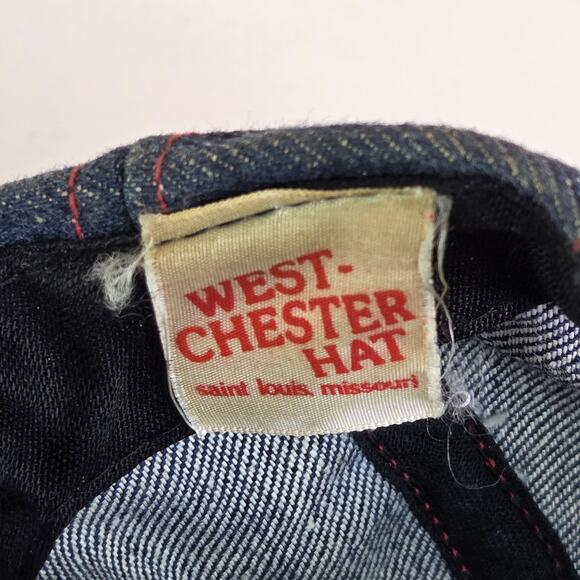 WEST-
CHESTER
HAT
saint louis, missouri